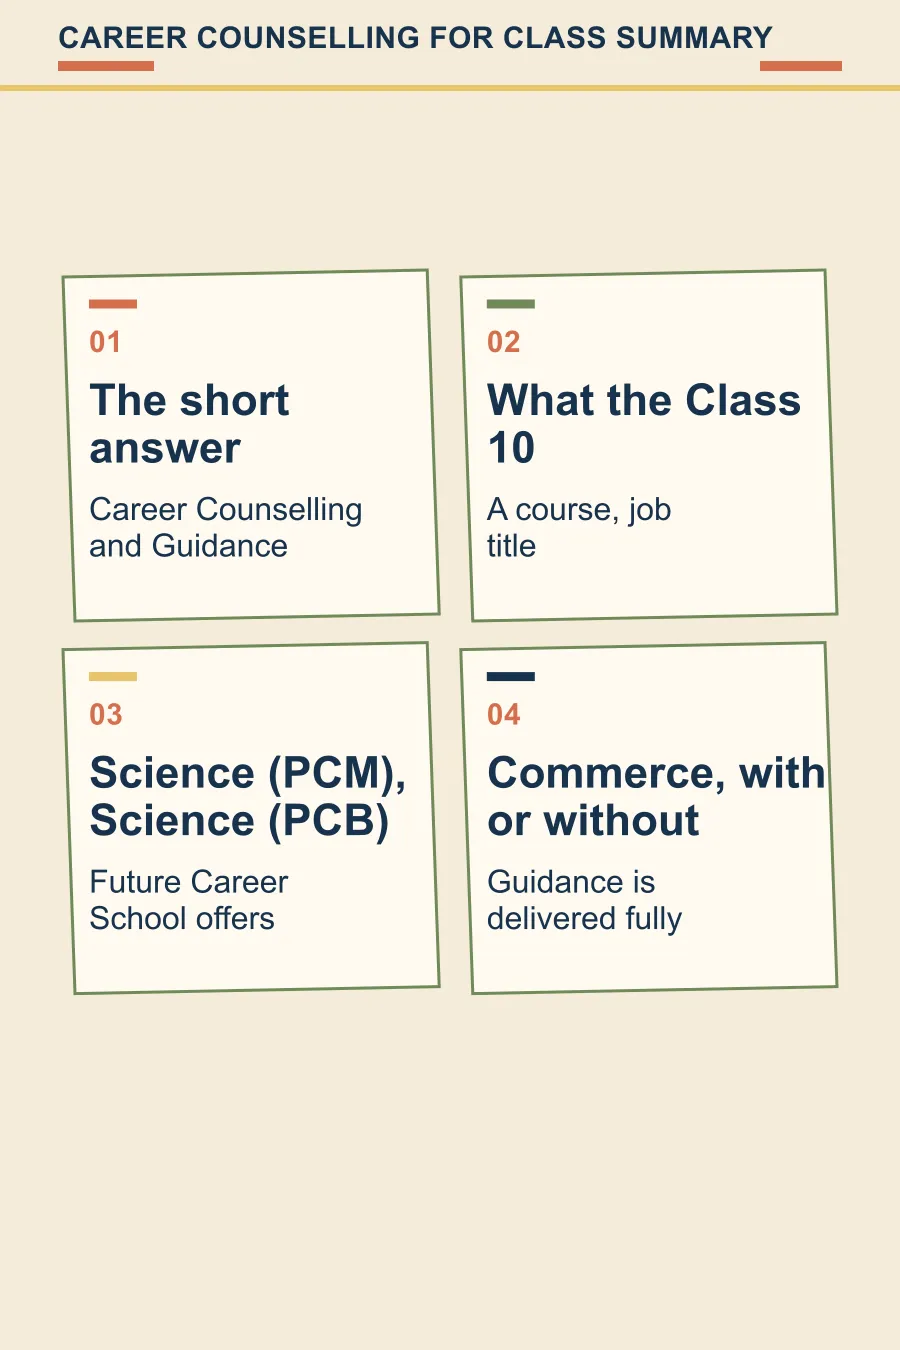 CAREER COUNSELLING FOR CLASS SUMMARY
01
The short
answer
Career Counselling
and Guidance
02
What the Class
10
A course, job
title
03
Science (PCM),
Science (PCB)
Future Career
School offers
04
Commerce, with
or without
Guidance is
delivered fully